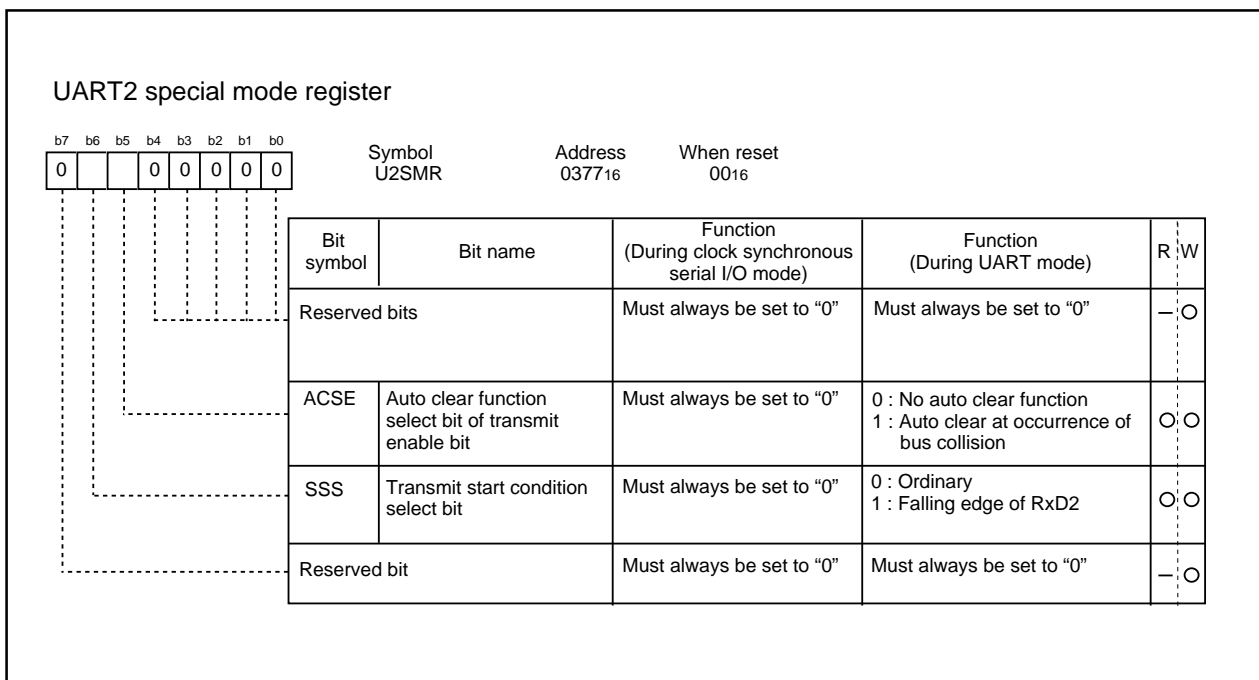 UART2 special mode register
b7 b6 b5 b4 b3 b2 b1 b0
0 0 0 0 0 0
Symbol Address When reset
U2SMR 037716 0016
Bit symbol
Bit name
Function
(During clock synchronous
serial I/O mode)
Function
(During UART mode)
R W
Reserved bits
Must always be set to “0”
Must always be set to “0”
ACSE
Auto clear function
select bit of transmit
enable bit
Must always be set to “0”
0 : No auto clear function
1 : Auto clear at occurrence of
bus collision
SSS
Transmit start condition
select bit
Must always be set to “0”
0 : Ordinary
1 : Falling edge of RxD2
Reserved bit
Must always be set to “0”
Must always be set to “0”